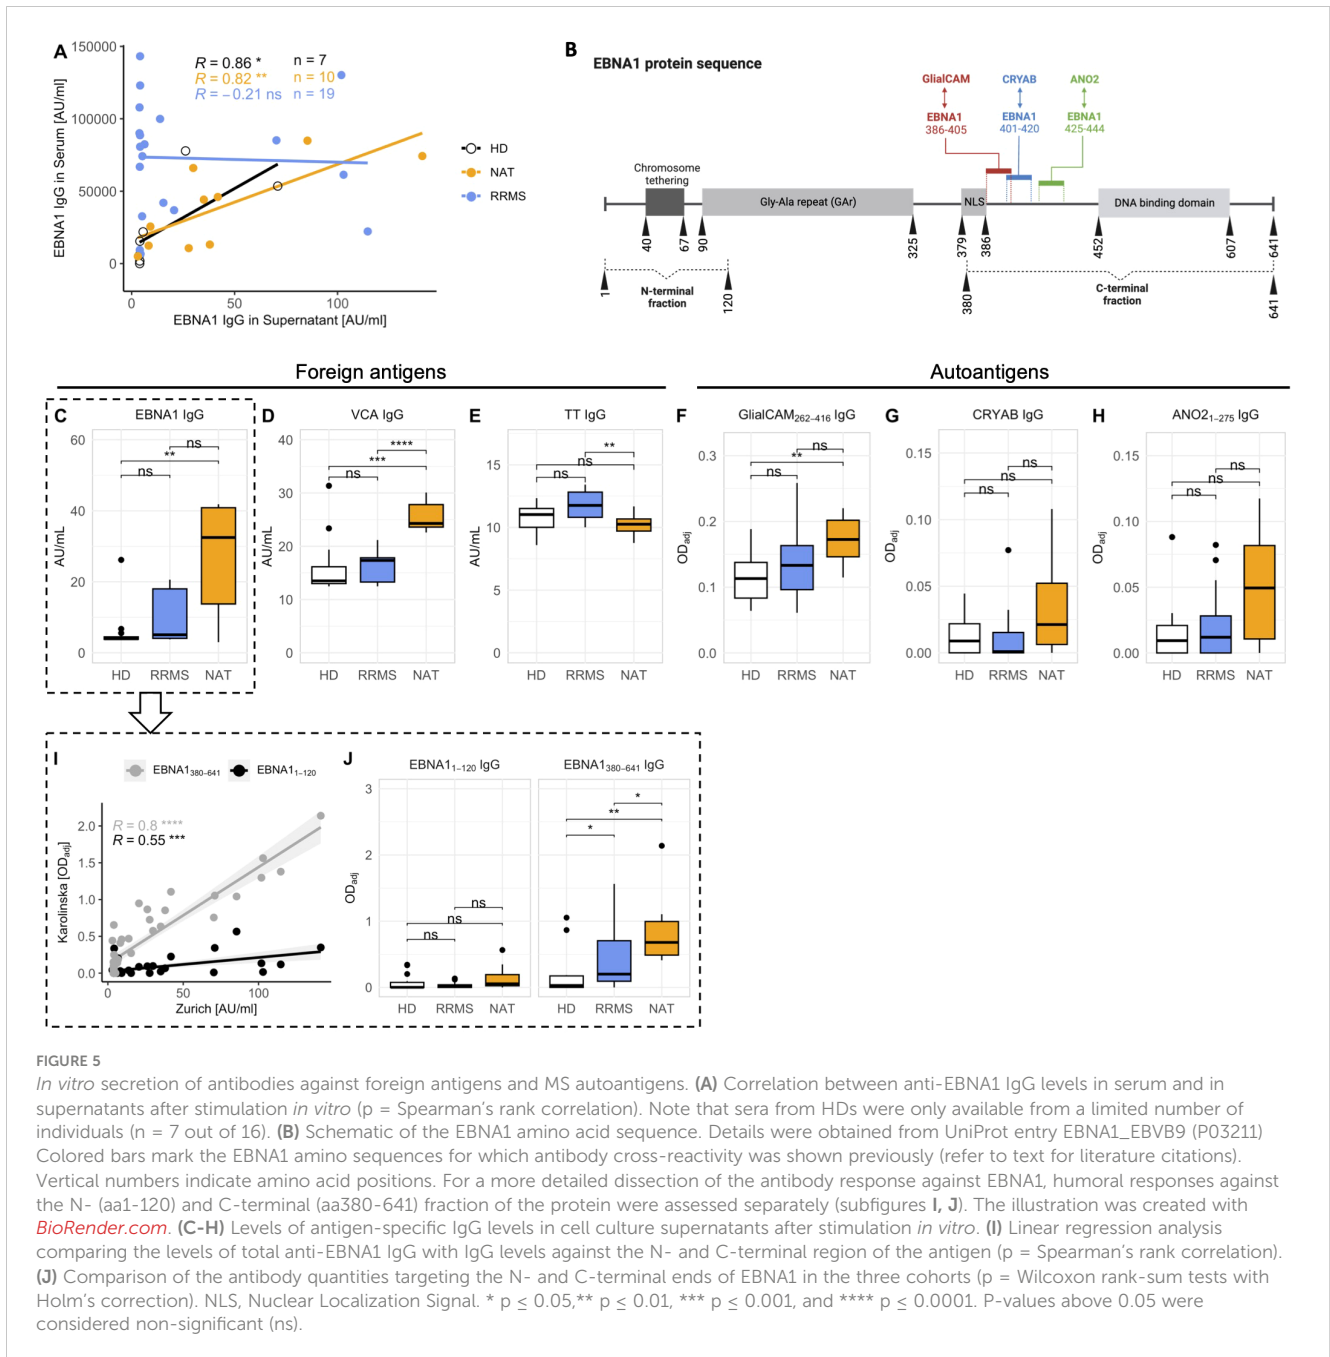 A
150000
100000
50000
0
EBNA1 IgG in Serum [AU/ml]
R = 0.86 * n = 7
R = 0.82 ** n = 10
R = −0.21 ns n = 19
HD
NAT
RRMS
0 50 100
EBNA1 IgG in Supernatant [AU/ml]
B
EBNA1 protein sequence
GlialCAM CRYAB ANO2
EBNA1 EBNA1 EBNA1
386-405 401-420 425-444
Chromosome
tethering
Gly-Ala repeat (GAr)
NLS
DNA binding domain
40 67 90 325 379 386 452 607 641
N-terminal
fraction
C-terminal
fraction
1 120 380 641
Foreign antigens
Autoantigens
C
EBNA1 IgG
60
40
20
0
AU/mL
ns
**
ns
HD RRMS NAT
D
VCA IgG
40
30
20
10
0
AU/mL
****
***
ns
HD RRMS NAT
E
TT IgG
15
10
5
0
AU/mL
**
ns
ns
HD RRMS NAT
F
GlialCAM262−416 IgG
0.3
0.2
0.1
0.0
ODadj
ns
**
ns
HD RRMS NAT
G
CRYAB IgG
0.15
0.10
0.05
0.00
ODadj
ns
ns
ns
HD RRMS NAT
H
ANO21−275 IgG
0.15
0.10
0.05
0.00
ODadj
ns
ns
ns
HD RRMS NAT
I
EBNA1380−641 EBNA11−120
R = 0.8 ****
R = 0.55 ***
2.0
1.5
1.0
0.5
0.0
Karolinska [ODadj]
0 50 100
Zurich [AU/ml]
J
EBNA11−120 IgG EBNA1380−641 IgG
3
2
1
0
ODadj
ns
ns
ns
HD RRMS NAT
*
**
*
HD RRMS NAT
FIGURE 5
In vitro secretion of antibodies against foreign antigens and MS autoantigens. (A) Correlation between anti-EBNA1 IgG levels in serum and in
supernatants after stimulation in vitro (p = Spearman's rank correlation). Note that sera from HDs were only available from a limited number of
individuals (n = 7 out of 16). (B) Schematic of the EBNA1 amino acid sequence. Details were obtained from UniProt entry EBNA1_EBVB9 (P03211)
Colored bars mark the EBNA1 amino sequences for which antibody cross-reactivity was shown previously (refer to text for literature citations).
Vertical numbers indicate amino acid positions. For a more detailed dissection of the antibody response against EBNA1, humoral responses against
the N- (aa1-120) and C-terminal (aa380-641) fraction of the protein were assessed separately (subfigures I, J). The illustration was created with
BioRender.com. (C-H) Levels of antigen-specific IgG levels in cell culture supernatants after stimulation in vitro. (I) Linear regression analysis
comparing the levels of total anti-EBNA1 IgG with IgG levels against the N- and C-terminal region of the antigen (p = Spearman's rank correlation).
(J) Comparison of the antibody quantities targeting the N- and C-terminal ends of EBNA1 in the three cohorts (p = Wilcoxon rank-sum tests with
Holm's correction). NLS, Nuclear Localization Signal. * p ≤ 0.05,** p ≤ 0.01, *** p ≤ 0.001, and **** p ≤ 0.0001. P-values above 0.05 were
considered non-significant (ns).